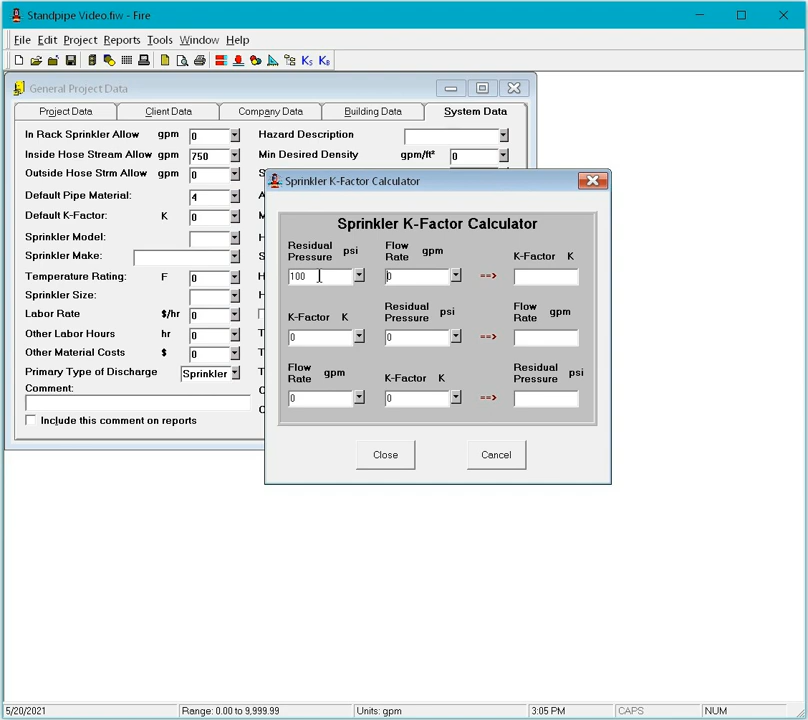 Standpipe Video.fiw - Fire
File Edit Project Reports Tools Window Help
Ks KB
General Project Data
Project Data Client Data Company Data Building Data System Data
In Rack Sprinkler Allow gpm 0 Hazard Description
Inside Hose Stream Allow gpm 750 Min Desired Density gpm/ft² 0
Outside Hose Strm Allow gpm 0 S
Default Pipe Material: 4 A
Default K-Factor: K 0 M
Sprinkler Model: H
Sprinkler Make: H
Temperature Rating: F 0 H
Sprinkler Size: H
Labor Rate $/hr 0
Other Labor Hours hr 0 T
Other Material Costs $ 0 T
Primary Type of Discharge Sprinkler T
Comment: C
Include this comment on reports
Sprinkler K-Factor Calculator
Sprinkler K-Factor Calculator
Residual Pressure psi Flow Rate gpm K-Factor K
100 0 ==>
K-Factor K Residual Pressure psi Flow Rate gpm
0 0 ==>
Flow Rate gpm K-Factor K Residual Pressure psi
0 0 ==>
Close Cancel
5/20/2021 Range: 0.00 to 9,999.99 Units: gpm 3:05 PM CAPS NUM